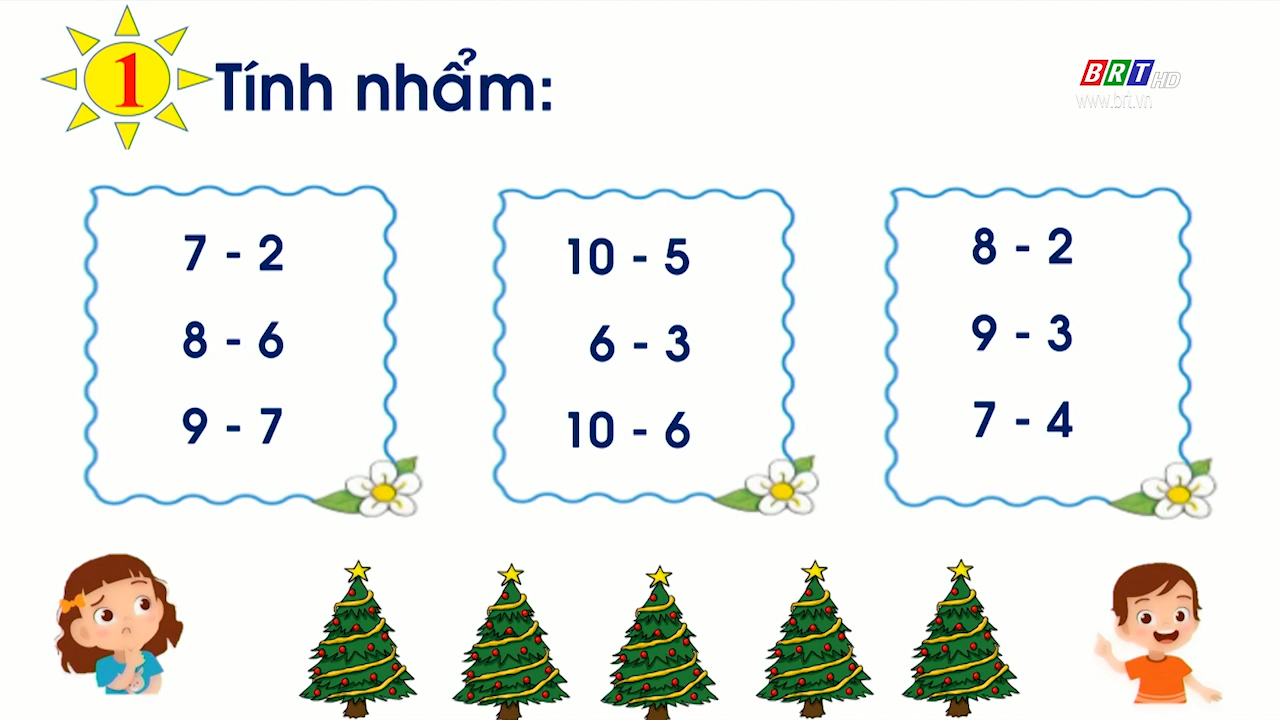 1 Tính nhẩm:
BRT HD
www.brt.vn
7 - 2
8 - 6
9 - 7
10 - 5
6 - 3
10 - 6
8 - 2
9 - 3
7 - 4